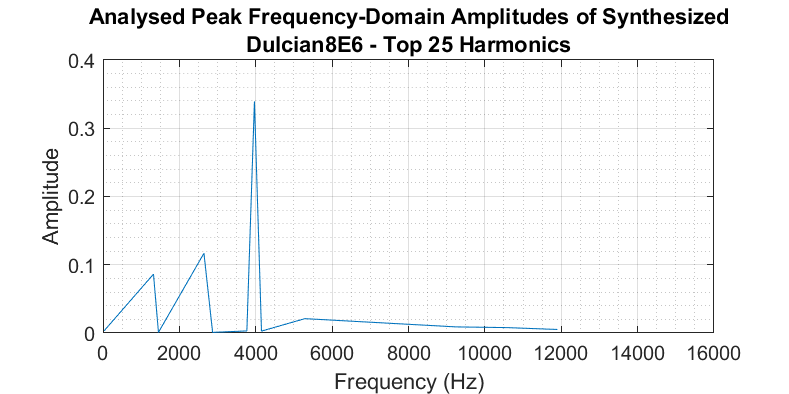 Analysed Peak Frequency-Domain Amplitudes of Synthesized
Dulcian8E6 - Top 25 Harmonics
0.4
0.3
0.2
0.1
0
Amplitude
0 2000 4000 6000 8000 10000 12000 14000 16000
Frequency (Hz)